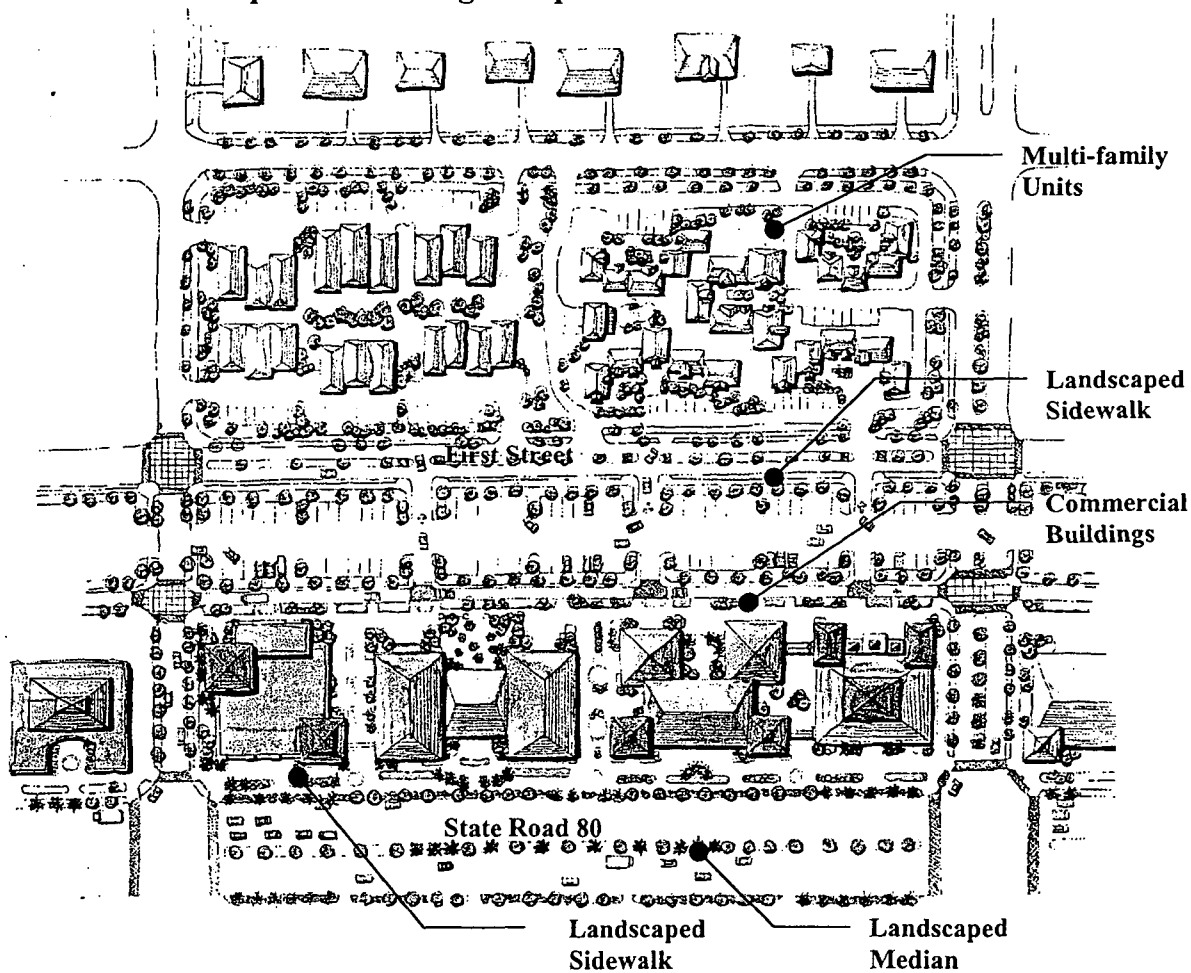 Multi-family
Units
Landscaped
Sidewalk
First Street
Commercial
Buildings
State Road 80
Landscaped
Sidewalk
Landscaped
Median